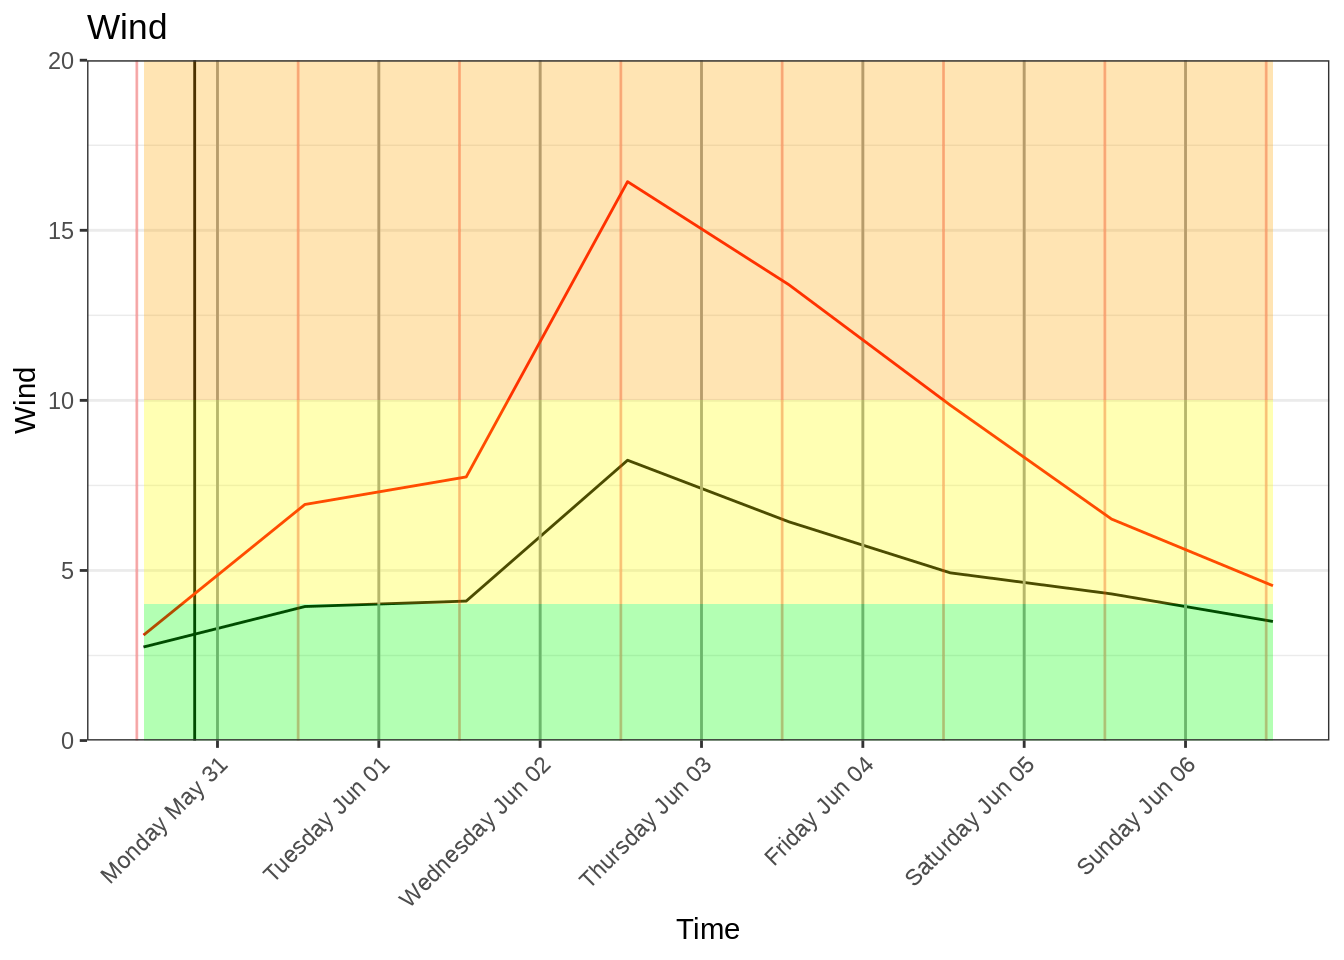 Wind
20
15
10
5
0
Wind
Monday May 31
Tuesday Jun 01
Wednesday Jun 02
Thursday Jun 03
Friday Jun 04
Saturday Jun 05
Sunday Jun 06
Time